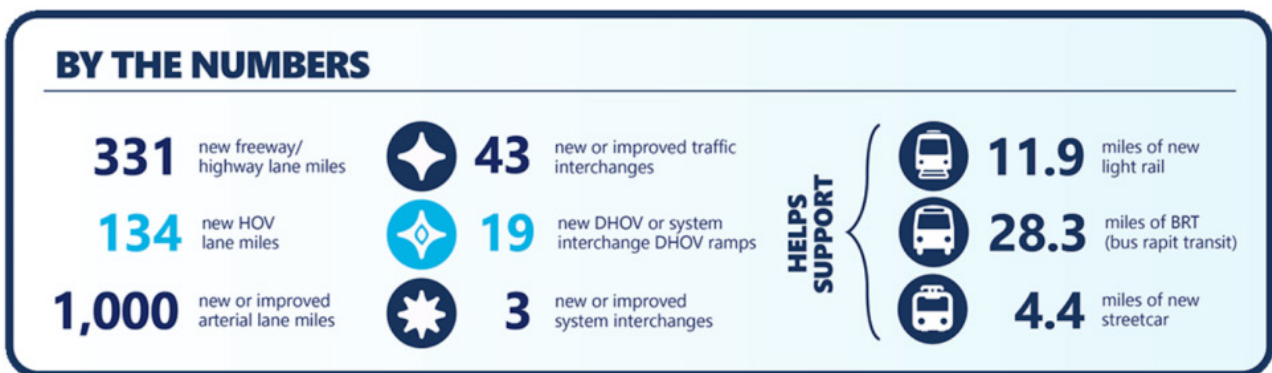 BY THE NUMBERS
331
new freeway/
highway lane miles
43
new or improved traffic
interchanges
134
new HOV
lane miles
19
new DHOV or system
interchange DHOV ramps
1,000
new or improved
arterial lane miles
3
new or improved
system interchanges
HELPS
SUPPORT
11.9
miles of new
light rail
28.3
miles of BRT
(bus rapit transit)
4.4
miles of new
streetcar